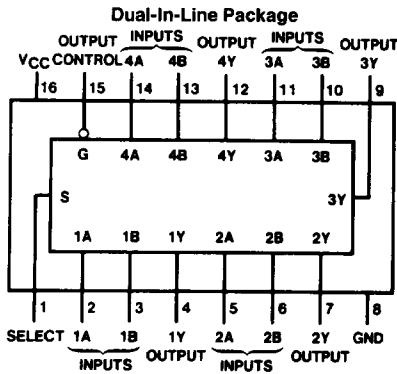 Dual-In-Line Package
OUTPUT INPUTS OUTPUT INPUTS OUTPUT
VCC CONTROL 4A 4B 4Y 3A 3B 3Y
16 15 14 13 12 11 10 9
G 4A 4B 4Y 3A 3B
S 3Y
1A 1B 1Y 2A 2B 2Y
1 2 3 4 5 6 7 8
SELECT 1A 1B 1Y 2A 2B 2Y GND
INPUTS OUTPUT INPUTS OUTPUT